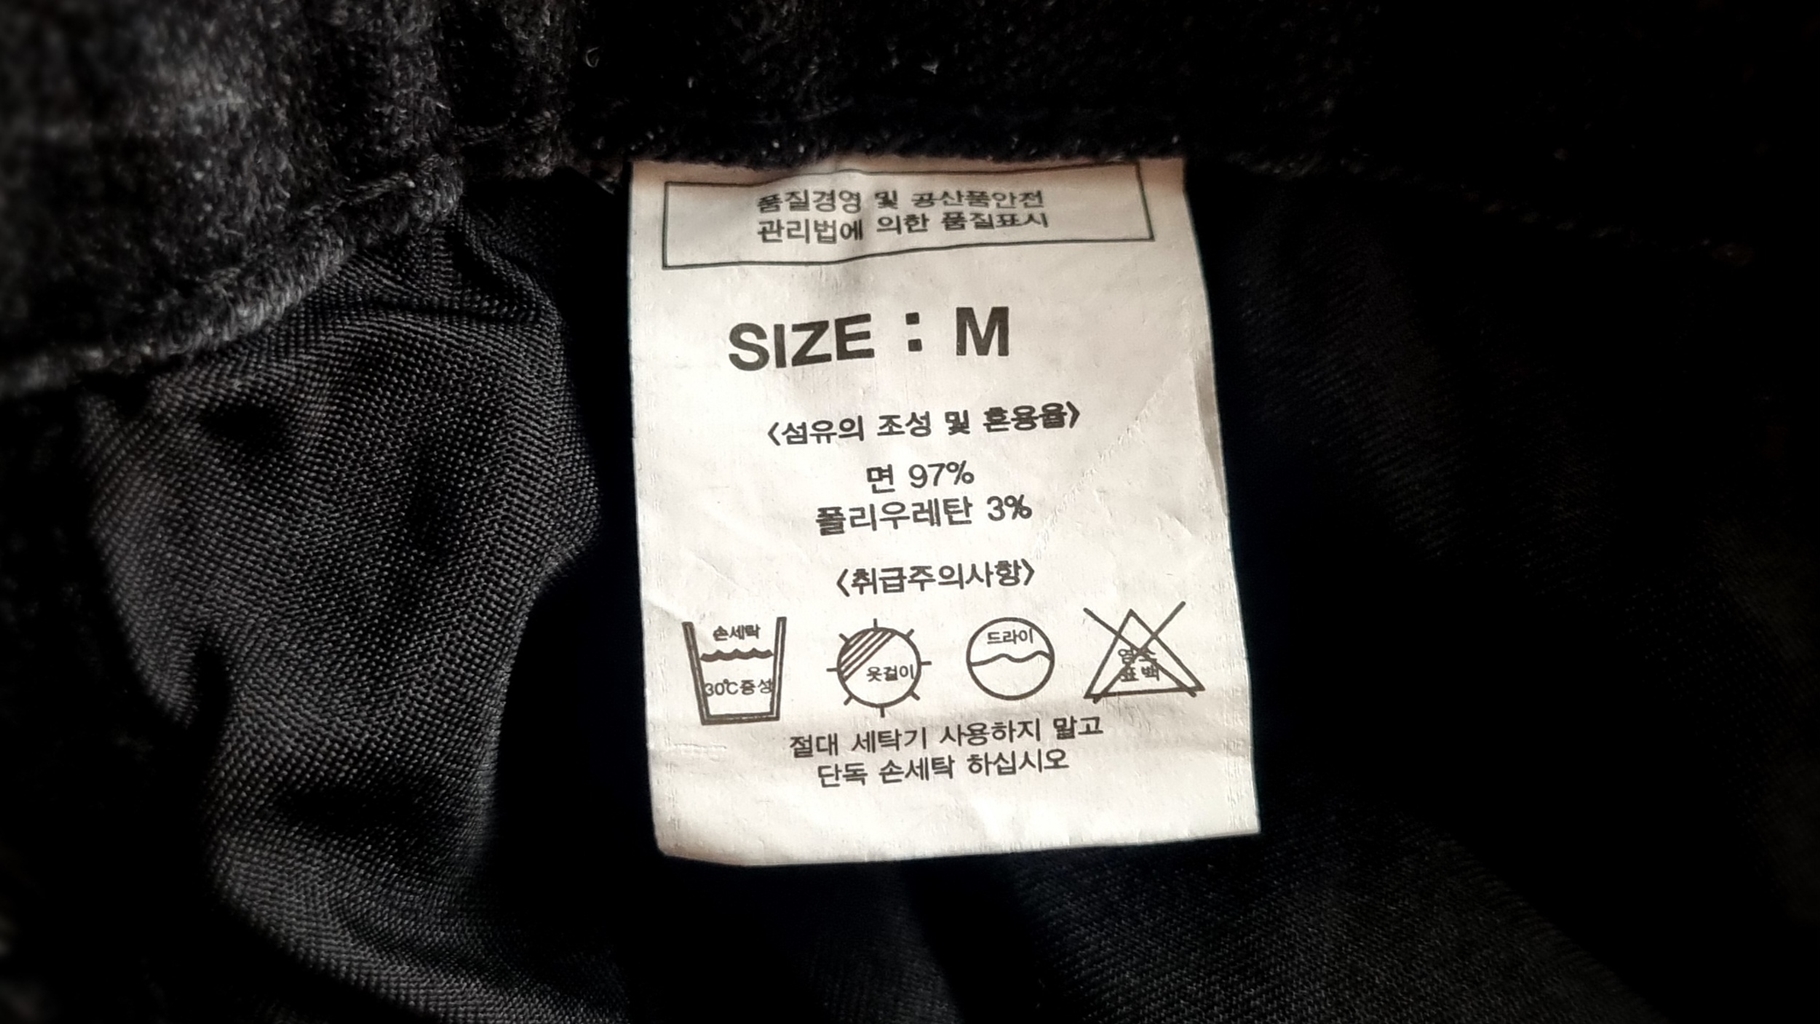 품질경영 및 공산품안전
관리법에 의한 품질표시
SIZE : M
<섬유의 조성 및 혼용율>
면 97%
폴리우레탄 3%
<취급주의사항>
손세탁
30℃중성
옷걸이
드라이
염소
표백
절대 세탁기 사용하지 말고
단독 손세탁 하십시오